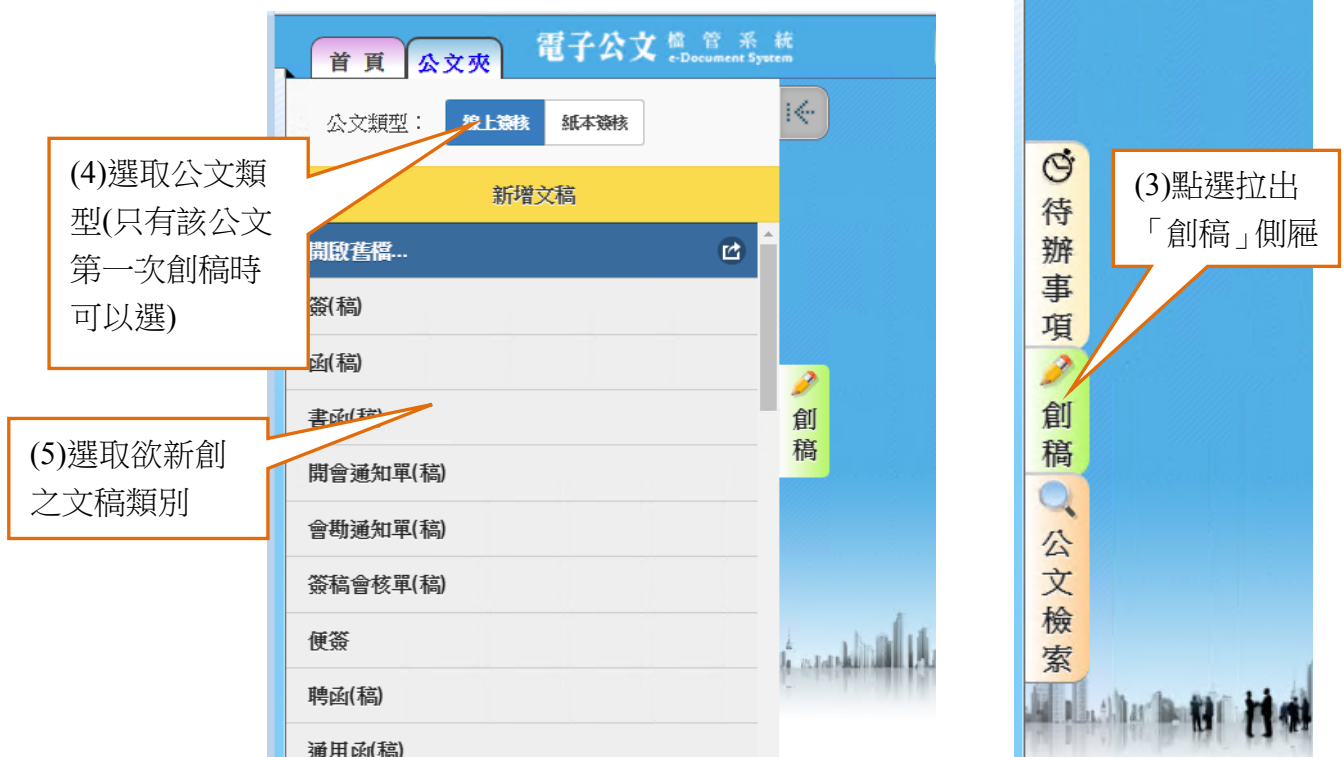 首頁
公文夾
電子公文 檔管系統
e-Document System
公文類型：
線上簽核
紙本簽核
新增文稿
開啟舊檔...
簽(稿)
函(稿)
書函(稿)
開會通知單(稿)
會勘通知單(稿)
簽稿會核單(稿)
便簽
聘函(稿)
通用函(稿)
創稿
(4)選取公文類
型(只有該公文
第一次創稿時
可以選)
(5)選取欲新創
之文稿類別
待辦事項
創稿
公文檢索
(3)點選拉出
「創稿」側屜